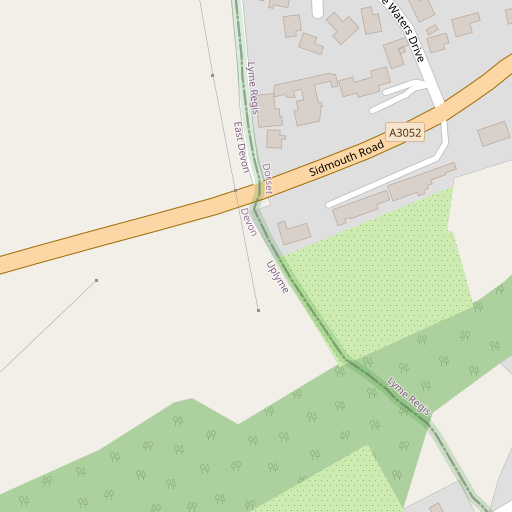 e Waters Drive
Lyme Regis
East Devon
A3052
Sidmouth Road
Dorset
Devon
Uplyme
Lyme Regis